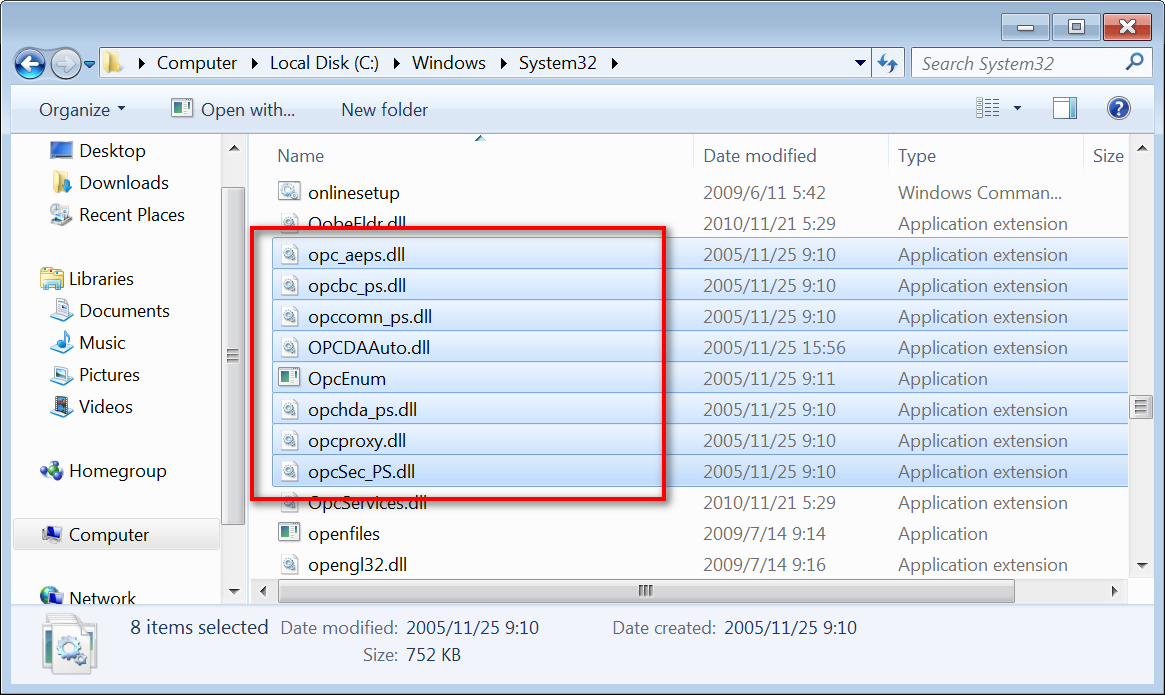 Computer Local Disk (C:) Windows System32 Search System32
Organize Open with... New folder ?
Desktop
Downloads
Recent Places
Libraries
Documents
Music
Pictures
Videos
Homegroup
Computer
Network
Name Date modified Type Size
onlinesetup 2009/6/11 5:42 Windows Comman...
OobeFldr.dll 2010/11/21 5:29 Application extension
opc_aeps.dll 2005/11/25 9:10 Application extension
opcbc_ps.dll 2005/11/25 9:10 Application extension
opccomn_ps.dll 2005/11/25 9:10 Application extension
OPCDAAuto.dll 2005/11/25 15:56 Application extension
OpcEnum 2005/11/25 9:11 Application
opchda_ps.dll 2005/11/25 9:10 Application extension
opcproxy.dll 2005/11/25 9:10 Application extension
opcSec_PS.dll 2005/11/25 9:10 Application extension
OpcServices.dll 2010/11/21 5:29 Application extension
openfiles 2009/7/14 9:14 Application
opengl32.dll 2009/7/14 9:16 Application extension
8 items selected Date modified: 2005/11/25 9:10 Date created: 2005/11/25 9:10
Size: 752 KB